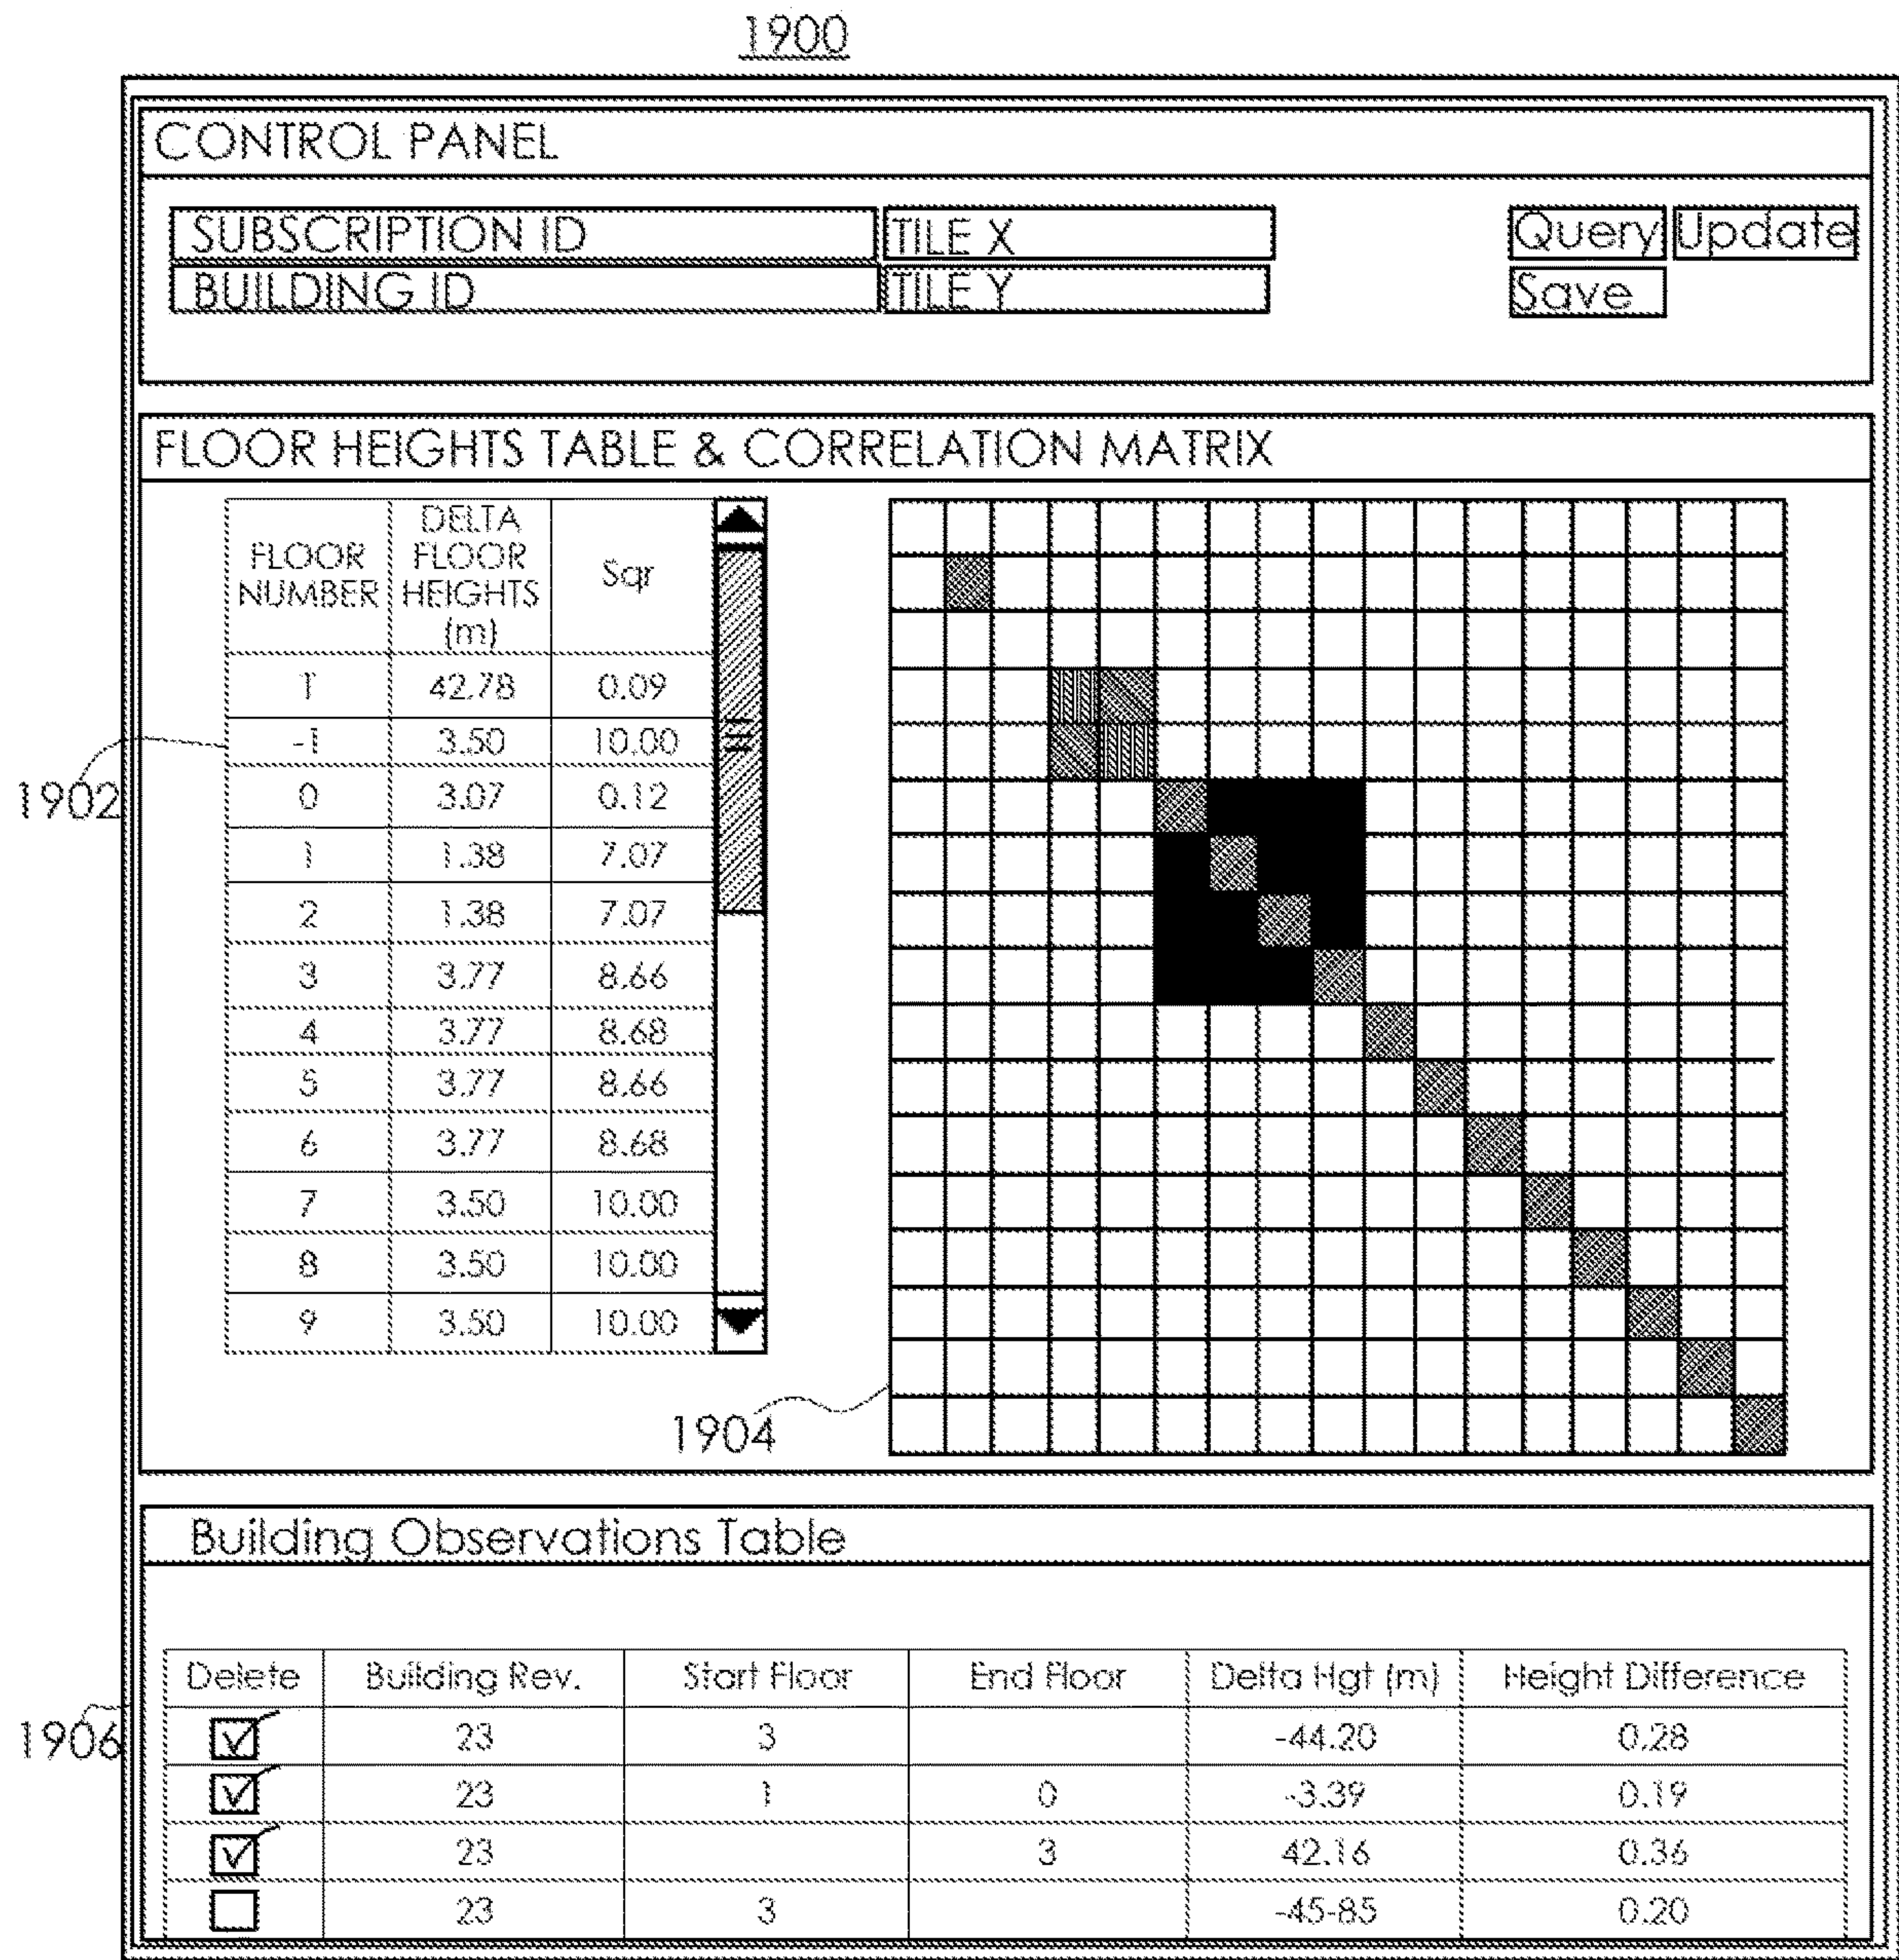 1900
CONTROL PANEL
SUBSCRIPTION ID TILE X Query Update
BUILDING ID TILE Y Save
FLOOR HEIGHTS TABLE & CORRELATION MATRIX
FLOOR NUMBER DELTA FLOOR HEIGHTS (m) Sqr
1 42.78 0.09
-1 3.50 10.00
0 3.07 0.12
1 1.38 7.07
2 1.38 7.07
3 3.77 8.66
4 3.77 8.68
5 3.77 8.66
6 3.77 8.68
7 3.50 10.00
8 3.50 10.00
9 3.50 10.00
1902
1904
Building Observations Table
Delete Building Rev. Start Floor End Floor Delta Hgt (m) Height Difference
23 3 -44.20 0.28
23 1 0 -3.39 0.19
23 3 42.16 0.36
23 3 -45-85 0.20
1906